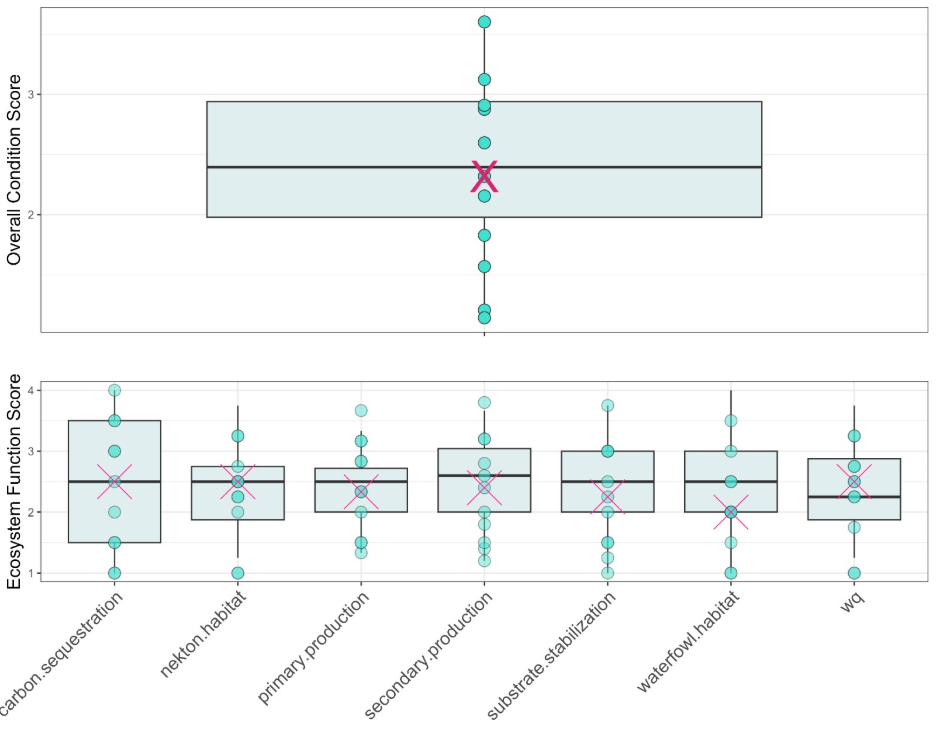 Overall Condition Score
3
2
Ecosystem Function Score
4
3
2
1
carbon.sequestration
nekton.habitat
primary.production
secondary.production
substrate.stabilization
waterfowl.habitat
wq